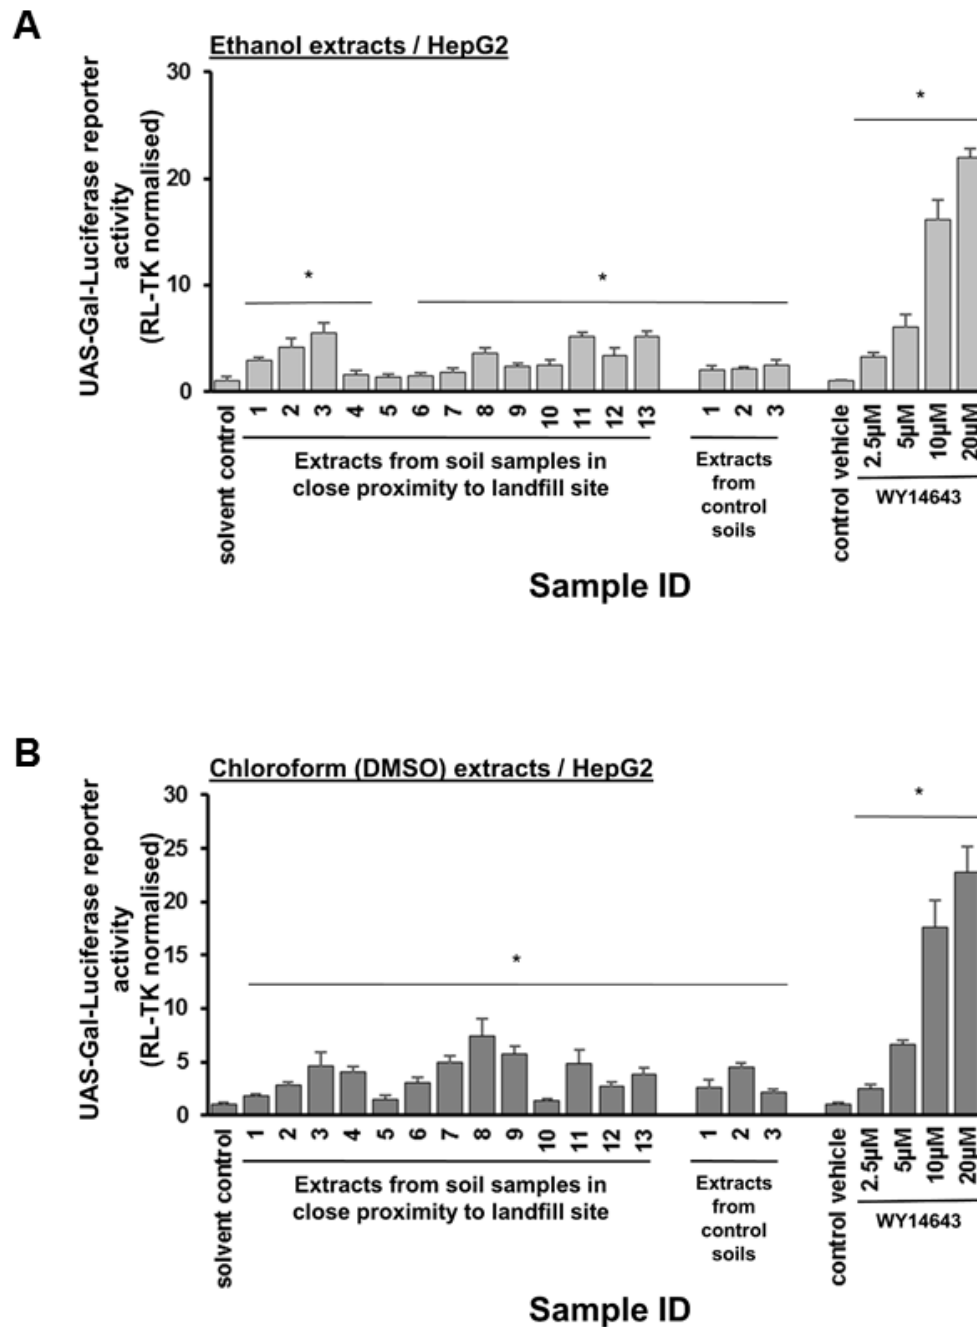 A
Ethanol extracts / HepG2
UAS-Gal-Luciferase reporter
activity
(RL-TK normalised)
30
20
10
0
*
*
*
solvent control
1
2
3
4
5
6
7
8
9
10
11
12
13
1
2
3
control vehicle
2.5µM
5µM
10µM
20µM
Extracts from soil samples in
close proximity to landfill site
Extracts
from
control
soils
WY14643
Sample ID
B
Chloroform (DMSO) extracts / HepG2
UAS-Gal-Luciferase reporter
activity
(RL-TK normalised)
30
25
20
15
10
5
0
*
*
solvent control
1
2
3
4
5
6
7
8
9
10
11
12
13
1
2
3
control vehicle
2.5µM
5µM
10µM
20µM
Extracts from soil samples in
close proximity to landfill site
Extracts
from
control
soils
WY14643
Sample ID